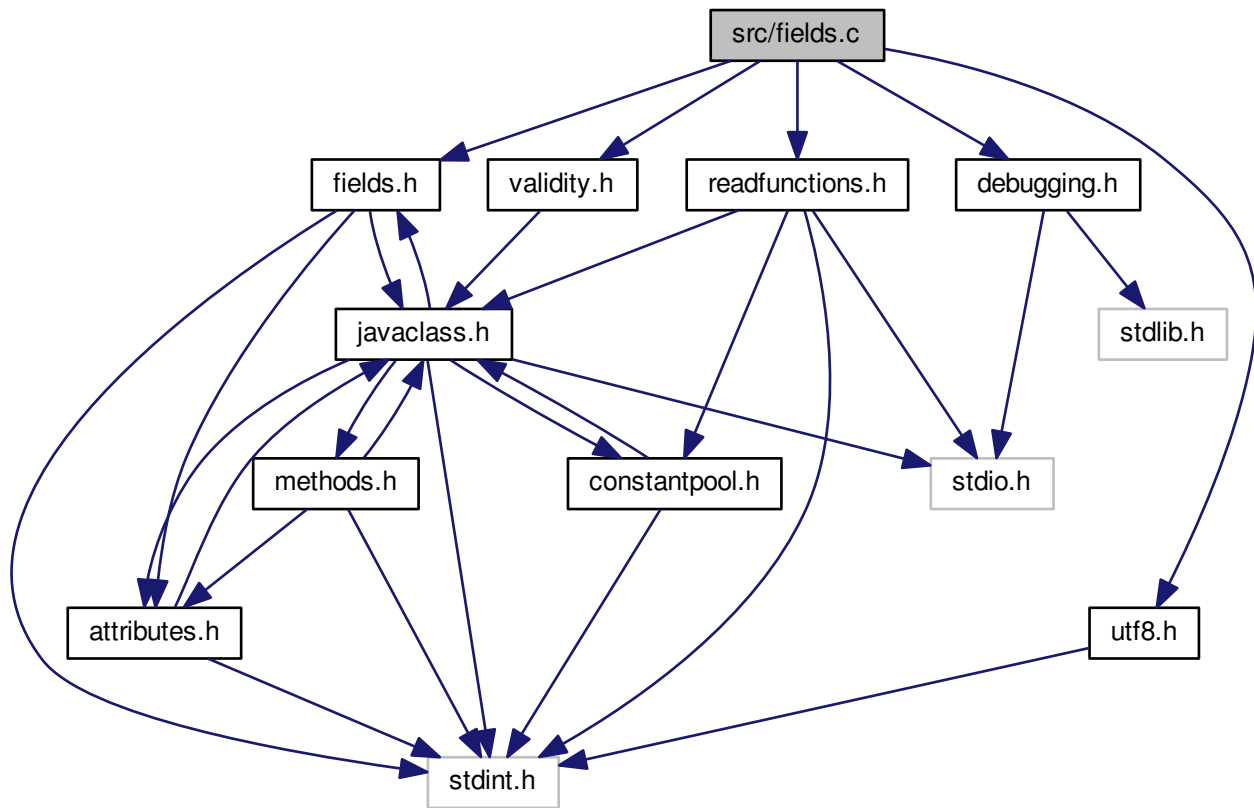 src/fields.c
fields.h
validity.h
readfunctions.h
debugging.h
javaclass.h
stdlib.h
methods.h
constantpool.h
stdio.h
attributes.h
utf8.h
stdint.h